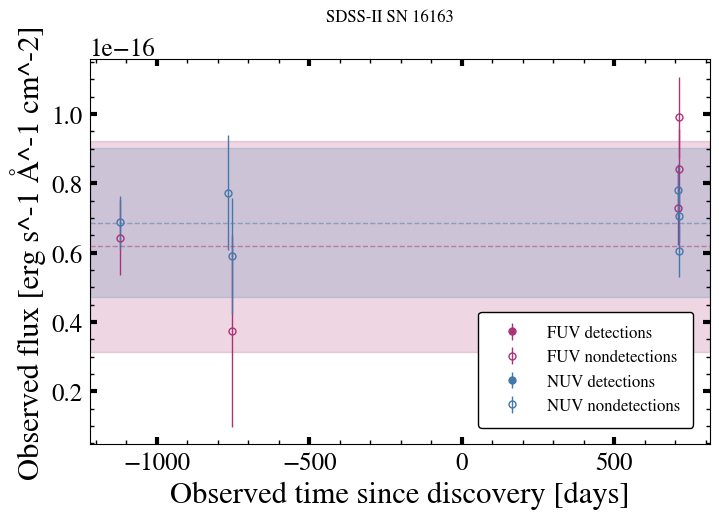 SDSS-II SN 16163
1e−16
Observed flux [erg s^-1 Å^-1 cm^-2]
1.0
0.8
0.6
0.4
0.2
FUV detections
FUV nondetections
NUV detections
NUV nondetections
−1000
−500
0
500
Observed time since discovery [days]